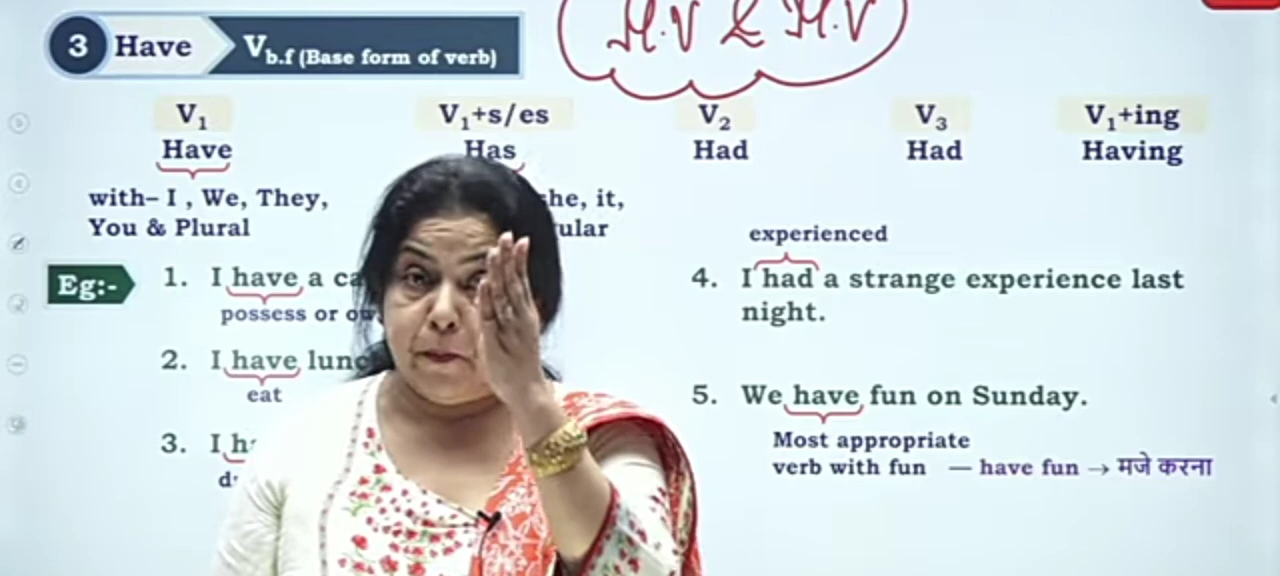 3 Have V b.f (Base form of verb)
H.V & M.V
V1 V1+s/es V2 V3 V1+ing
Have Has Had Had Having
with– I , We, They,
You & Plural
she, it,
experienced
Eg:- 1. I have a
possess or
2. I have
eat
3. I
4. I had a strange experience last
night.
5. We have fun on Sunday.
Most appropriate
verb with fun — have fun → मजे करना